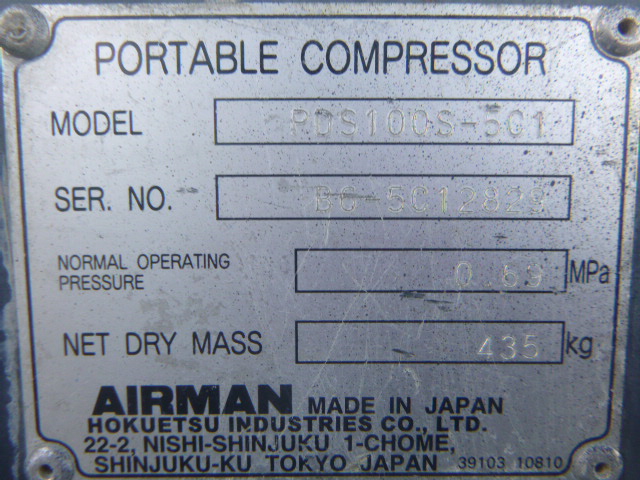 PORTABLE COMPRESSOR
MODEL PDS100S-5C1
SER. NO. B6-5C12829
NORMAL OPERATING
PRESSURE 0.69 MPa
NET DRY MASS 435 kg
AIRMAN MADE IN JAPAN
HOKUETSU INDUSTRIES CO., LTD.
22-2, NISHI-SHINJUKU 1-CHOME,
SHINJUKU-KU TOKYO JAPAN 39103 10810